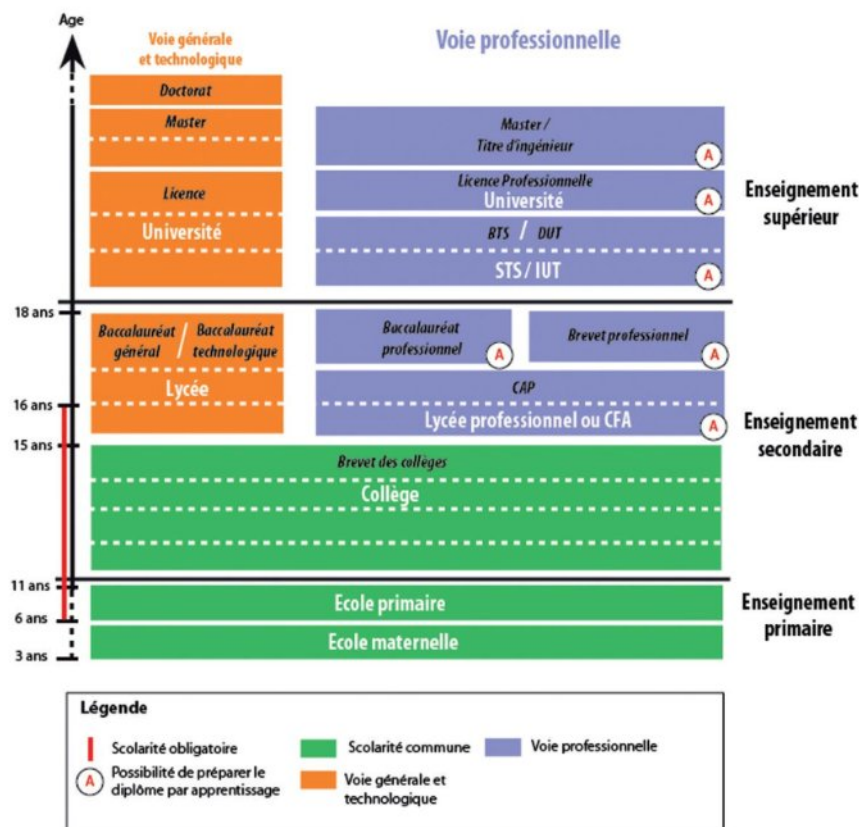 Age
Voie générale
et technologique
Voie professionnelle
Doctorat
Master
Master /
Titre d'ingénieur
A
Licence
Licence Professionnelle
Université
A
Université
BTS / DUT
STS / IUT
A
Enseignement
supérieur
18 ans
Baccalauréat
général
/
Baccalauréat
technologique
Lycée
Baccalauréat
professionnel
A
Brevet professionnel
A
CAP
Lycée professionnel ou CFA
A
16 ans
15 ans
Enseignement
secondaire
Brevet des collèges
Collège
11 ans
Ecole primaire
6 ans
Ecole maternelle
3 ans
Enseignement
primaire
Légende
Scolarité obligatoire
A
Possibilité de préparer le
diplôme par apprentissage
Scolarité commune
Voie générale et
technologique
Voie professionnelle